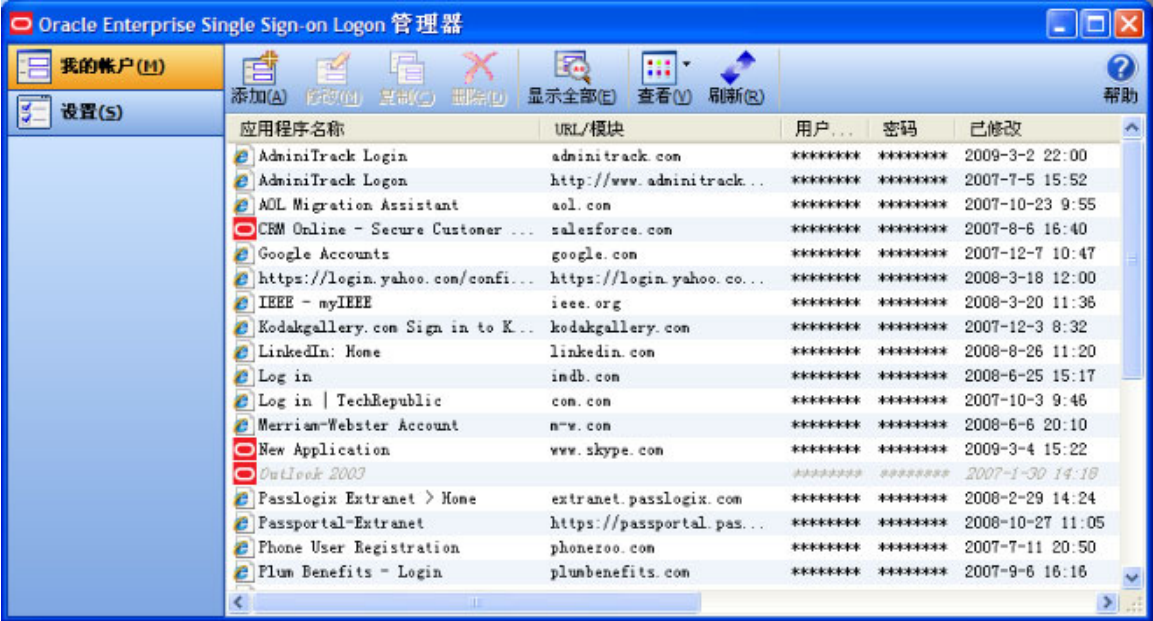 Oracle Enterprise Single Sign-on Logon 管理器
我的帐户(M)
设置(S)
添加(A) 修改(M) 复制(C) 删除(D) 显示全部(E) 查看(V) 刷新(R) 帮助
应用程序名称 URL/模块 用户... 密码 已修改
AdminiTrack Login adminitrack.com ******** ******** 2009-3-2 22:00
AdminiTrack Logon http://www.adminitrack... ******** ******** 2007-7-5 15:52
AOL Migration Assistant aol.com ******** ******** 2007-10-23 9:55
CRM Online - Secure Customer ... salesforce.com ******** ******** 2007-8-6 16:40
Google Accounts google.com ******** ******** 2007-12-7 10:47
https://login.yahoo.com/confi... https://login.yahoo.co... ******** ******** 2008-3-18 12:00
IEEE - myIEEE ieee.org ******** ******** 2008-3-20 11:36
Kodakgallery.com Sign in to K... kodakgallery.com ******** ******** 2007-12-3 8:32
LinkedIn: Home linkedin.com ******** ******** 2008-8-26 11:20
Log in imdb.com ******** ******** 2008-6-25 15:17
Log in | TechRepublic com.com ******** ******** 2007-10-3 9:46
Merriam-Webster Account m-w.com ******** ******** 2008-6-6 20:10
New Application www.skype.com ******** ******** 2009-3-4 15:22
Outlook 2003 ******** ******** 2007-1-30 14:18
Passlogix Extranet > Home extranet.passlogix.com ******** ******** 2008-2-29 14:24
Passportal-Extranet https://passportal.pas... ******** ******** 2008-10-27 11:05
Phone User Registration phonezoo.com ******** ******** 2007-7-11 20:50
Plum Benefits - Login plumbenefits.com ******** ******** 2007-9-6 16:16